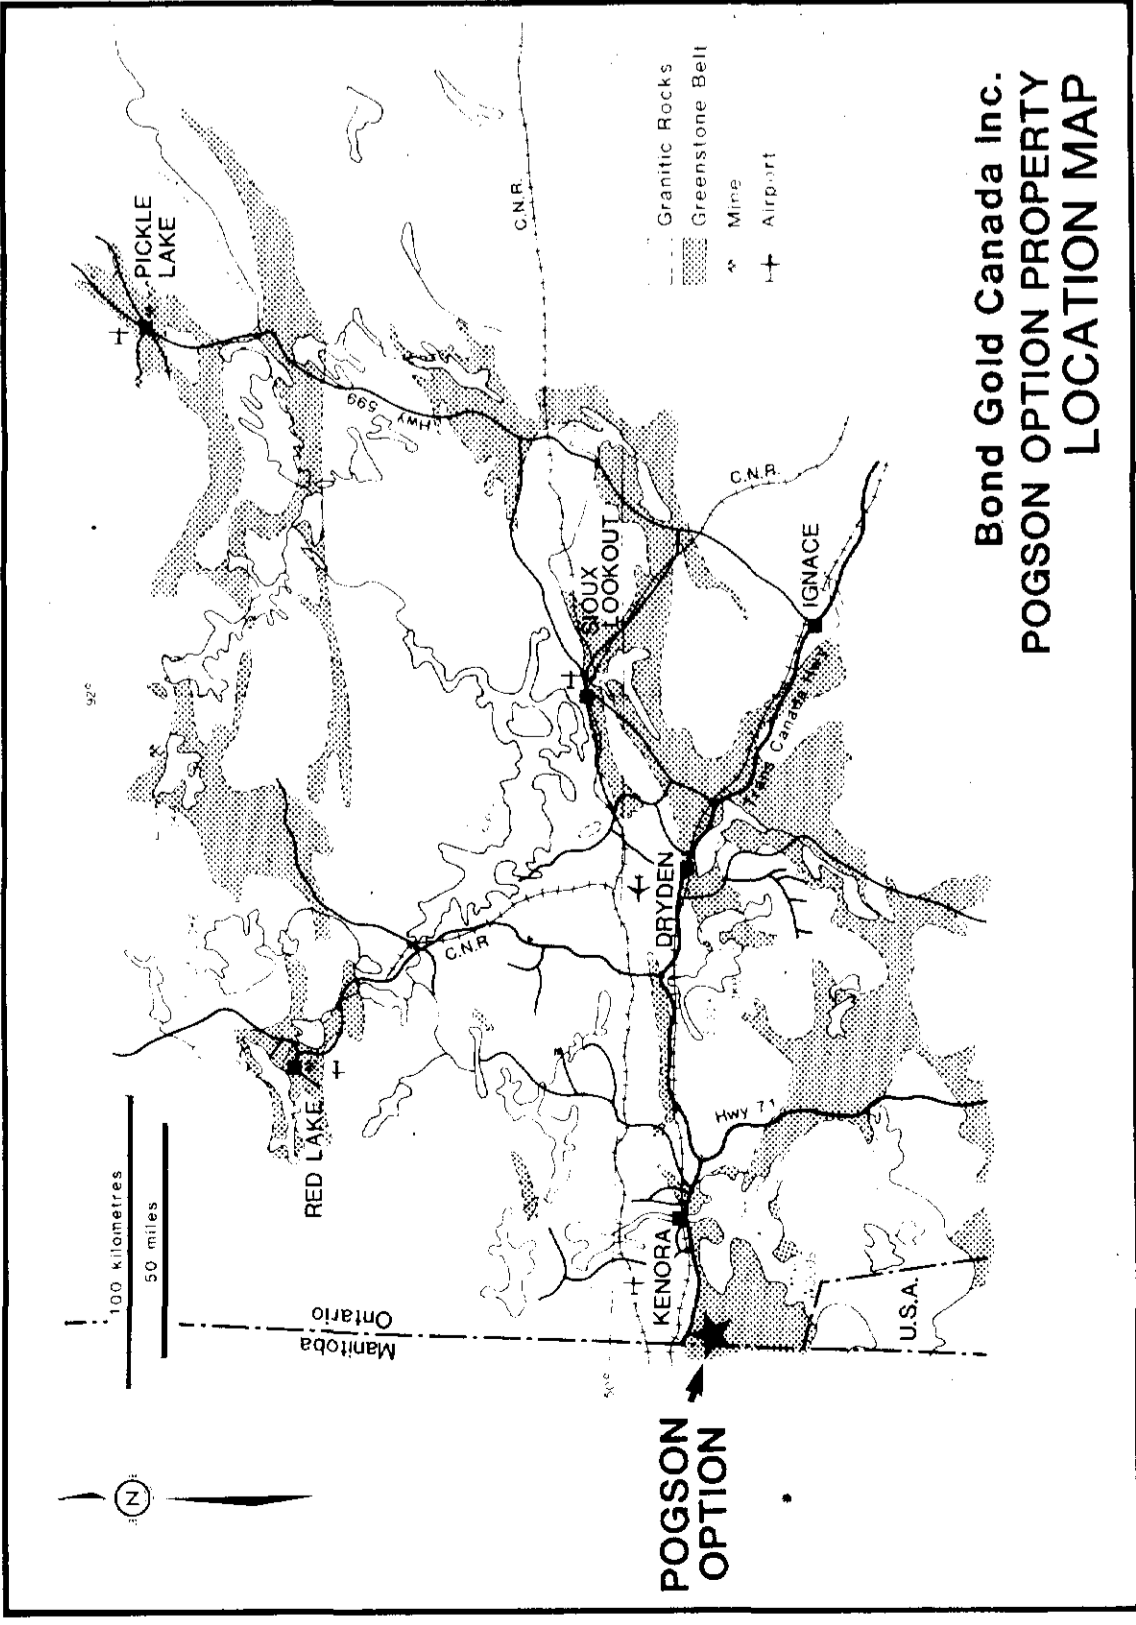 PICKLE
LAKE
C.N.R.
Granitic Rocks
Greenstone Belt
Mine
Airport
Hwy 599
C.N.R.
SIOUX
LOOKOUT
IGNACE
Trans Canada Hwy
92°
DRYDEN
C.N.R
RED LAKE
Hwy 71
KENORA
U.S.A.
100 kilometres
50 miles
Ontario
Manitoba
50°
N
POGSON
OPTION
Bond Gold Canada Inc.
POGSON OPTION PROPERTY
LOCATION MAP